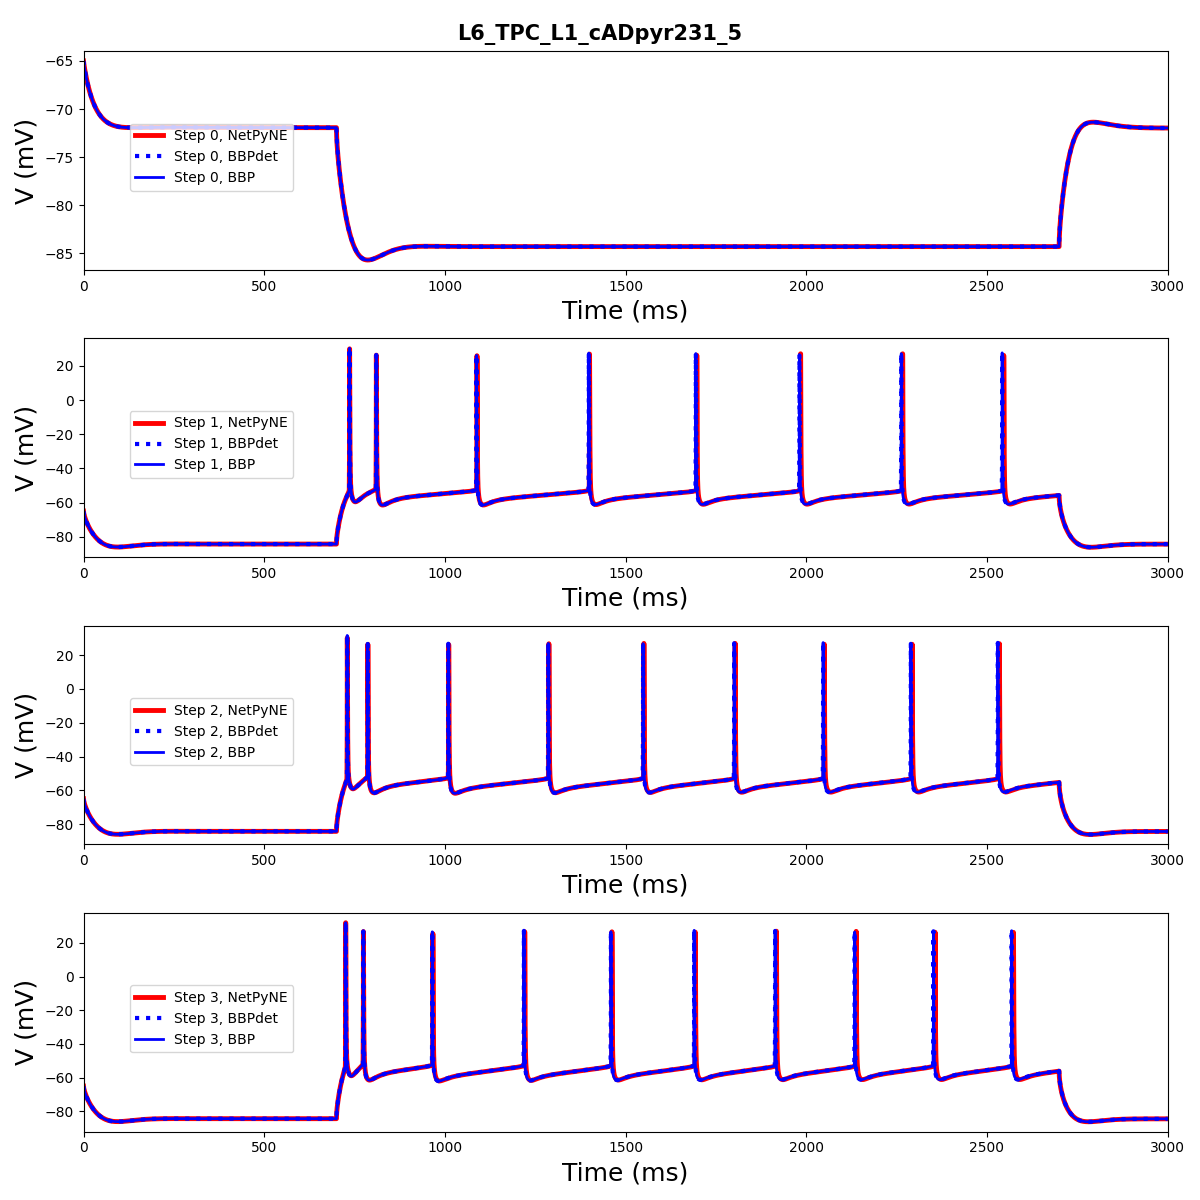 L6_TPC_L1_cADpyr231_5
−65
−70
−75
−80
−85
V (mV)
Step 0, NetPyNE
Step 0, BBPdet
Step 0, BBP
0 500 1000 1500 2000 2500 3000
Time (ms)
20
0
−20
−40
−60
−80
V (mV)
Step 1, NetPyNE
Step 1, BBPdet
Step 1, BBP
0 500 1000 1500 2000 2500 3000
Time (ms)
20
0
−20
−40
−60
−80
V (mV)
Step 2, NetPyNE
Step 2, BBPdet
Step 2, BBP
0 500 1000 1500 2000 2500 3000
Time (ms)
20
0
−20
−40
−60
−80
V (mV)
Step 3, NetPyNE
Step 3, BBPdet
Step 3, BBP
0 500 1000 1500 2000 2500 3000
Time (ms)